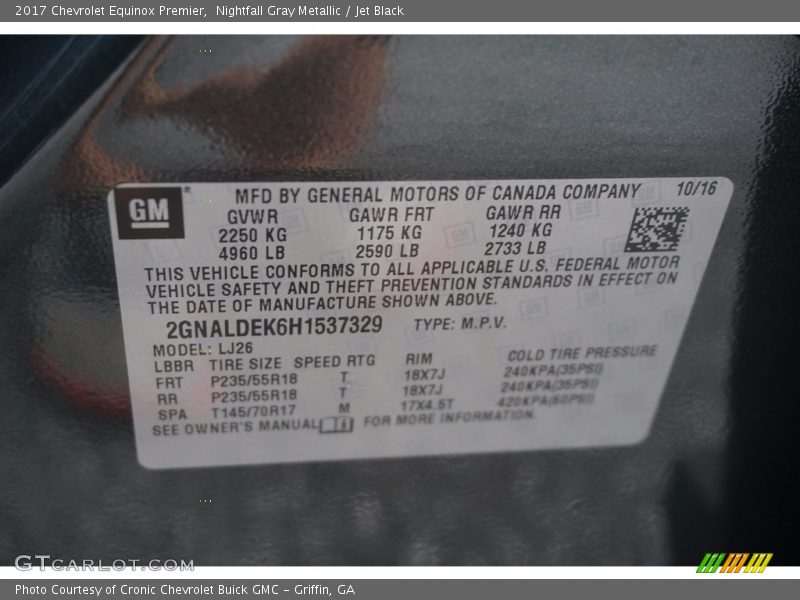 2017 Chevrolet Equinox Premier, Nightfall Gray Metallic / Jet Black
GM
MFD BY GENERAL MOTORS OF CANADA COMPANY 10/16
GVWR GAWR FRT GAWR RR
2250 KG 1175 KG 1240 KG
4960 LB 2590 LB 2733 LB
THIS VEHICLE CONFORMS TO ALL APPLICABLE U.S. FEDERAL MOTOR
VEHICLE SAFETY AND THEFT PREVENTION STANDARDS IN EFFECT ON
THE DATE OF MANUFACTURE SHOWN ABOVE.
2GNALDEK6H1537329 TYPE: M.P.V.
MODEL: LJ26
LBBR TIRE SIZE SPEED RTG RIM COLD TIRE PRESSURE
FRT P235/55R18 T 18X7J 240KPA(35PSI)
RR P235/55R18 T 18X7J 240KPA(35PSI)
SPA T145/70R17 M 17X4.5T 420KPA(60PSI)
SEE OWNER'S MANUAL FOR MORE INFORMATION.
GTcarlot.com
Photo Courtesy of Cronic Chevrolet Buick GMC – Griffin, GA